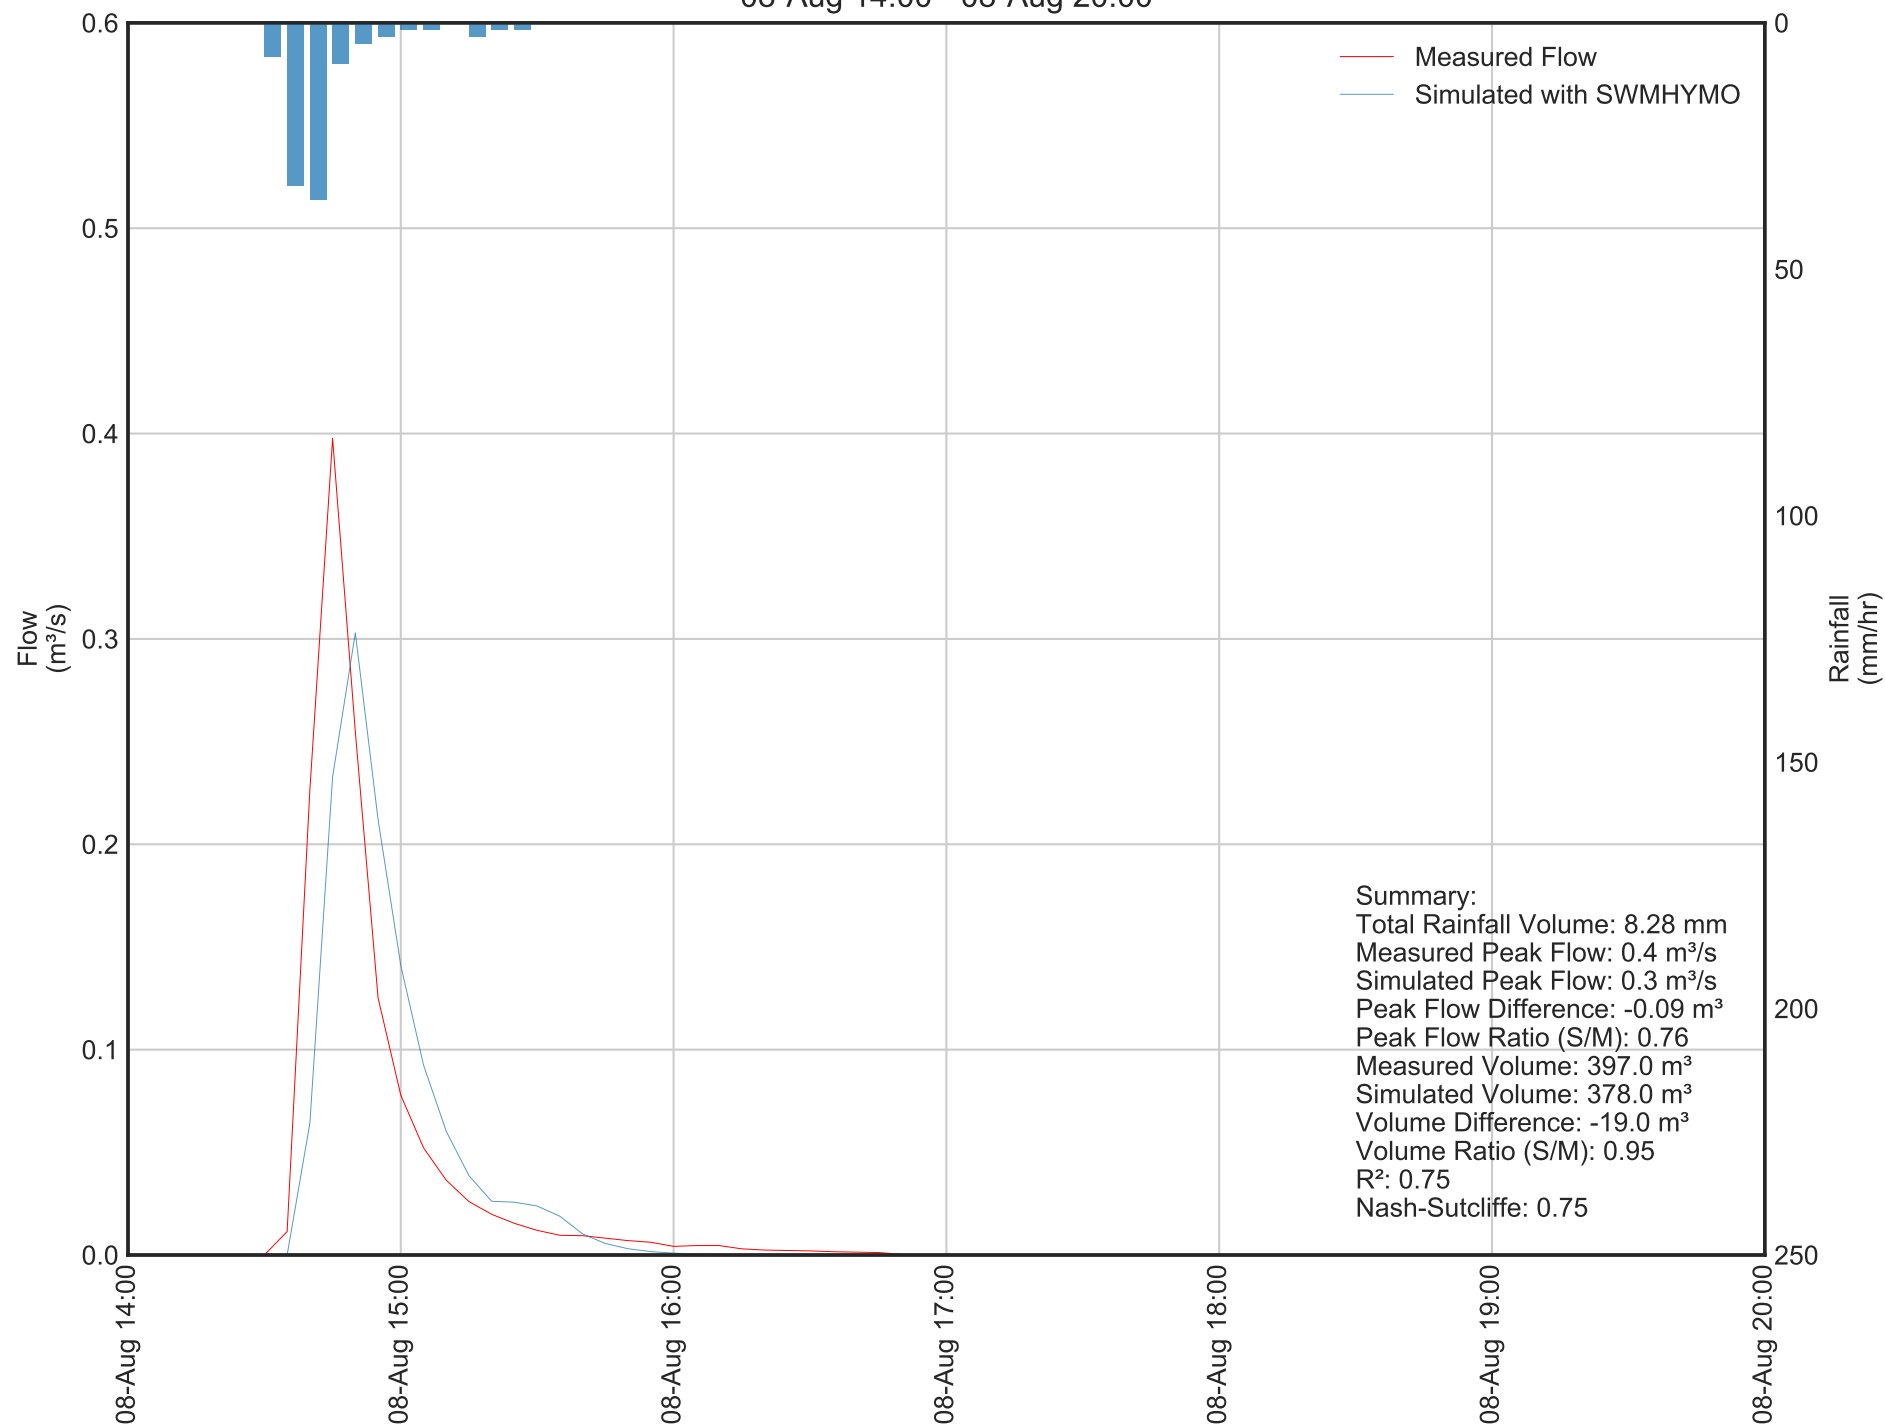 0.6
0.5
0.4
0.3
0.2
0.1
0.0
Flow
(m³/s)
0
50
100
150
200
250
Rainfall
(mm/hr)
Measured Flow
Simulated with SWMHYMO
Summary:
Total Rainfall Volume: 8.28 mm
Measured Peak Flow: 0.4 m³/s
Simulated Peak Flow: 0.3 m³/s
Peak Flow Difference: -0.09 m³
Peak Flow Ratio (S/M): 0.76
Measured Volume: 397.0 m³
Simulated Volume: 378.0 m³
Volume Difference: -19.0 m³
Volume Ratio (S/M): 0.95
R²: 0.75
Nash-Sutcliffe: 0.75
08-Aug 14:00
08-Aug 15:00
08-Aug 16:00
08-Aug 17:00
08-Aug 18:00
08-Aug 19:00
08-Aug 20:00